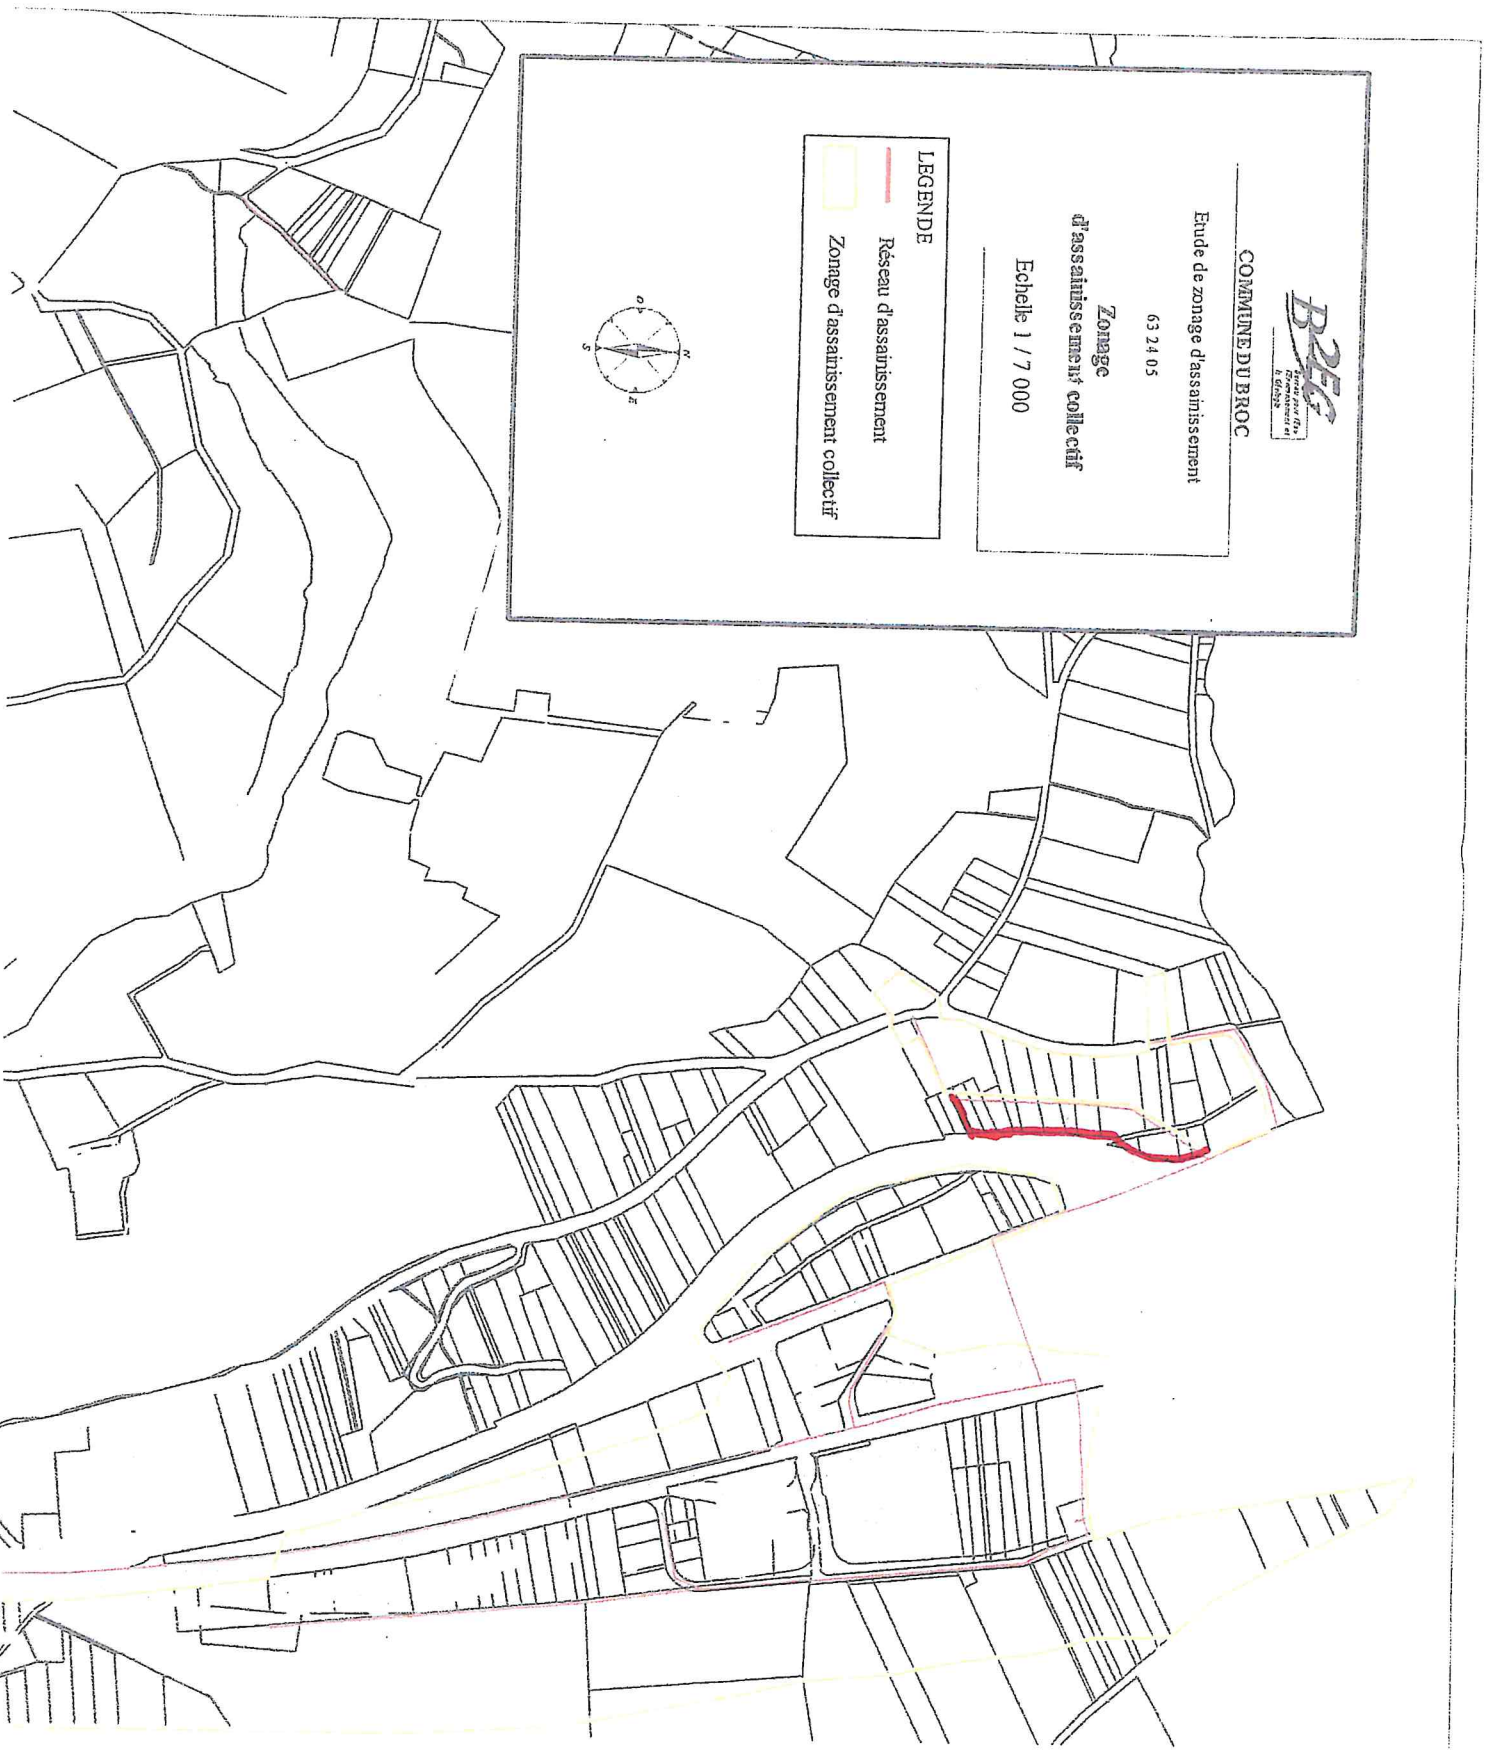 B2EG
COMMUNE DU BROC
Etude de zonage d'assainissement
63 24 05
Zonage
d'assainissement collectif
Echelle 1 / 7 000
LEGENDE
Réseau d'assainissement
Zonage d'assainissement collectif
N
O
E
S